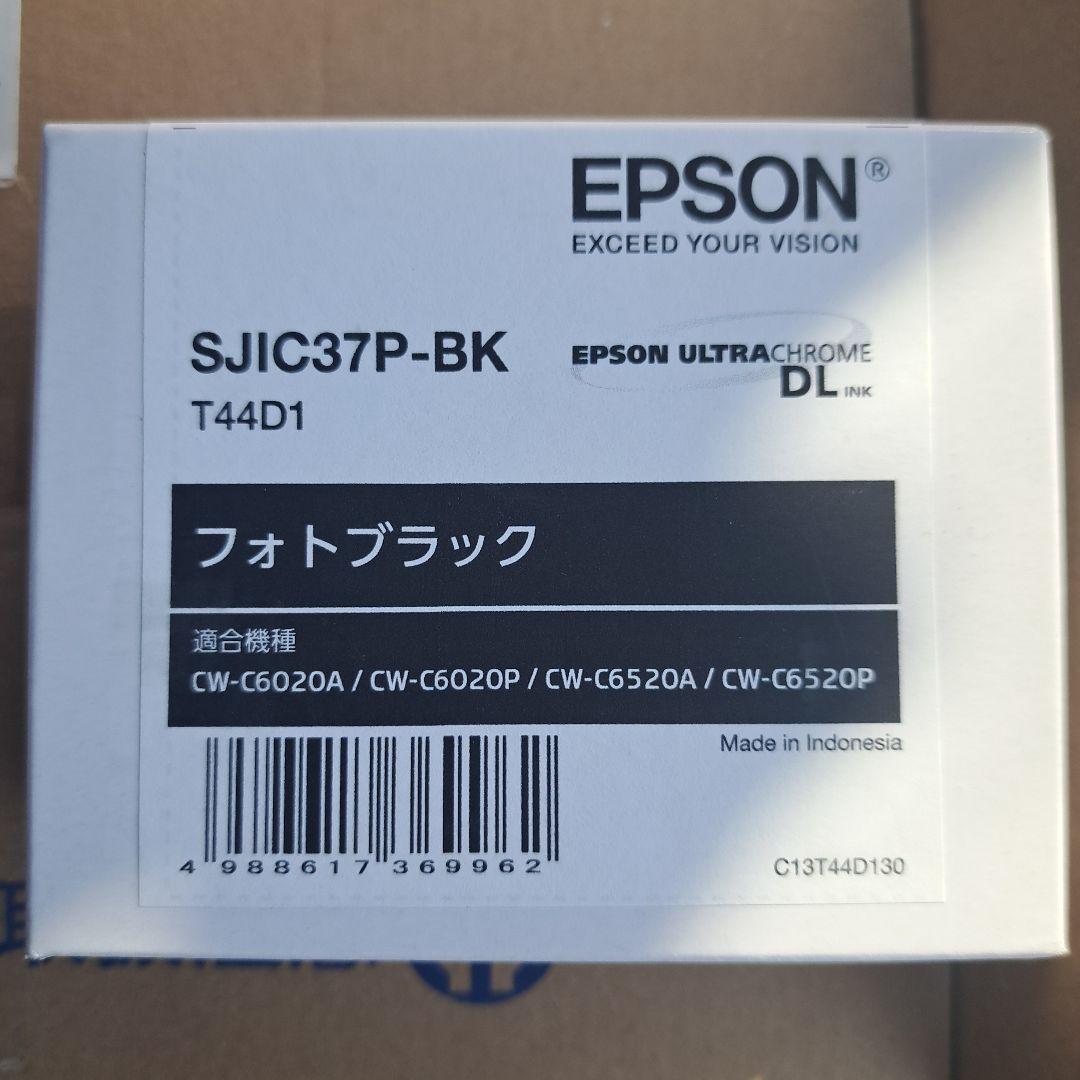 EPSON®
EXCEED YOUR VISION
SJIC37P-BK
T44D1
EPSON ULTRACHROME
DL INK
フォトブラック
適合機種
CW-C6020A / CW-C6020P / CW-C6520A / CW-C6520P
Made in Indonesia
4 988617 369962
C13T44D130